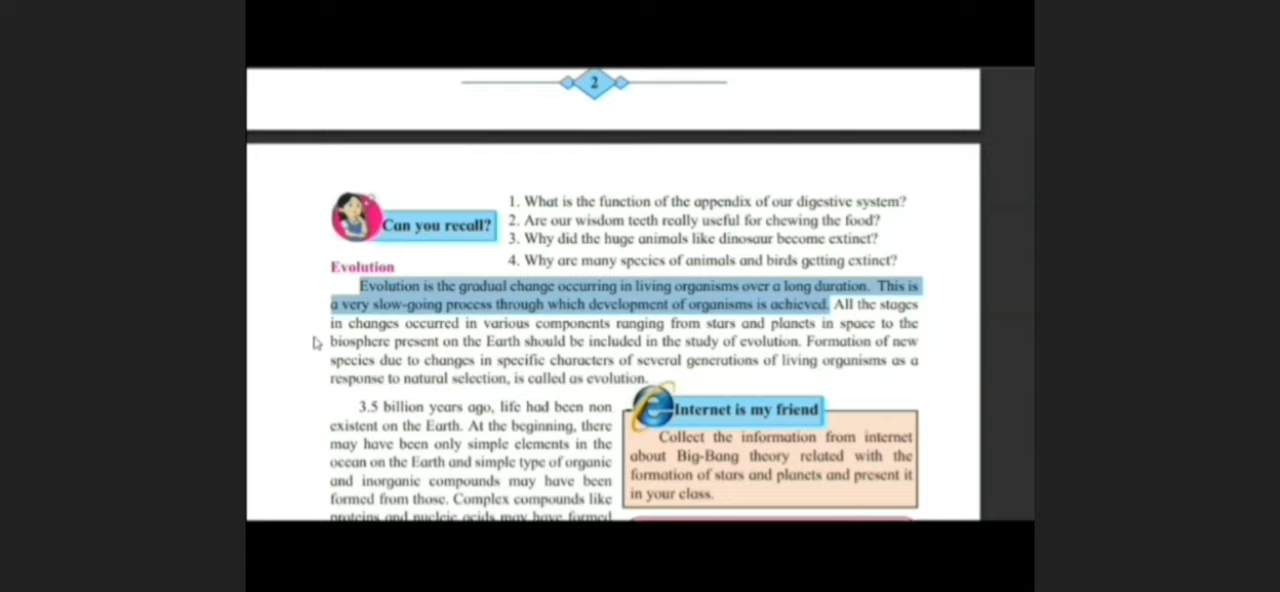 2
Can you recall?
1. What is the function of the appendix of our digestive system?
2. Are our wisdom teeth really useful for chewing the food?
3. Why did the huge animals like dinosaur become extinct?
4. Why are many species of animals and birds getting extinct?
Evolution
Evolution is the gradual change occurring in living organisms over a long duration. This is
a very slow-going process through which development of organisms is achieved. All the stages
in changes occurred in various components ranging from stars and planets in space to the
biosphere present on the Earth should be included in the study of evolution. Formation of new
species due to changes in specific characters of several generations of living organisms as a
response to natural selection, is called as evolution.
3.5 billion years ago, life had been non
existent on the Earth. At the beginning, there
may have been only simple elements in the
ocean on the Earth and simple type of organic
and inorganic compounds may have been
formed from those. Complex compounds like
proteins and nucleic acids may have formed
Internet is my friend
Collect the information from internet
about Big-Bang theory related with the
formation of stars and planets and present it
in your class.